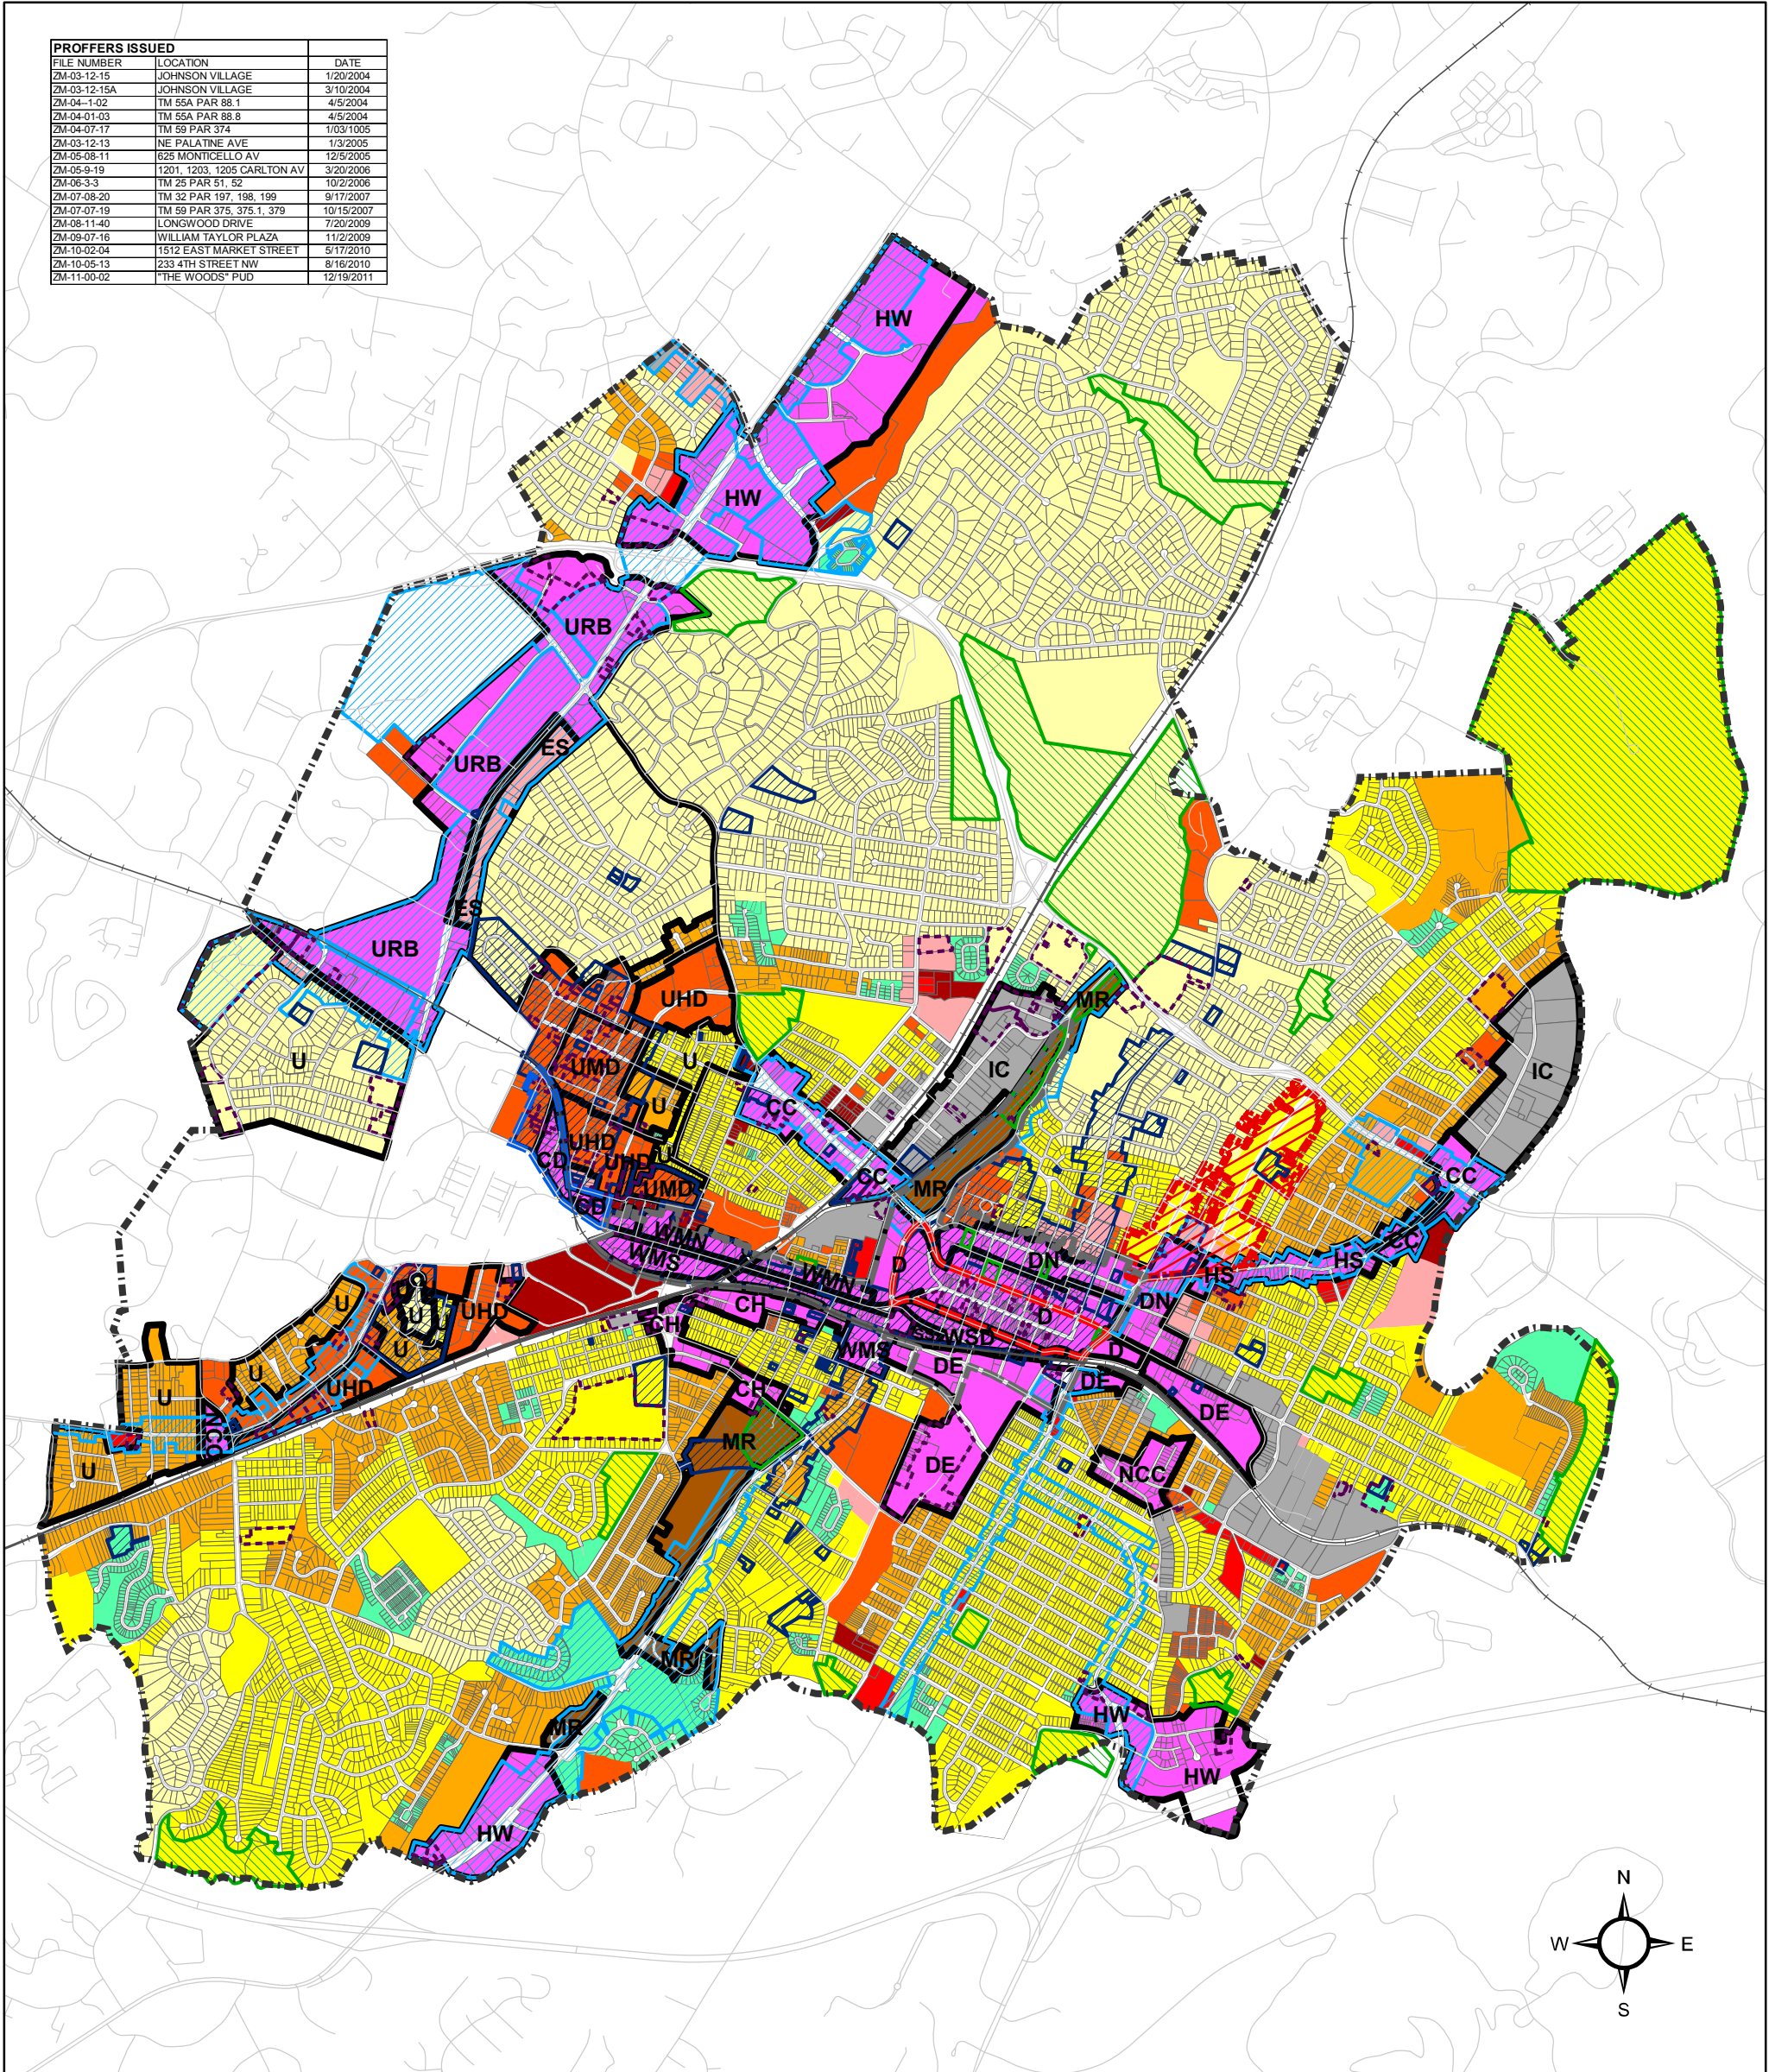 PROFFERS ISSUED
FILE NUMBER LOCATION DATE
ZM-03-12-15 JOHNSON VILLAGE 1/20/2004
ZM-03-12-15A JOHNSON VILLAGE 3/10/2004
ZM-04--1-02 TM 55A PAR 88.1 4/5/2004
ZM-04-01-03 TM 55A PAR 88.8 4/5/2004
ZM-04-07-17 TM 59 PAR 374 1/03/1005
ZM-03-12-13 NE PALATINE AVE 1/3/2005
ZM-05-08-11 625 MONTICELLO AV 12/5/2005
ZM-05-9-19 1201, 1203, 1205 CARLTON AV 3/20/2006
ZM-06-3-3 TM 25 PAR 51, 52 10/2/2006
ZM-07-08-20 TM 32 PAR 197, 198, 199 9/17/2007
ZM-07-07-19 TM 59 PAR 375, 375.1, 379 10/15/2007
ZM-08-11-40 LONGWOOD DRIVE 7/20/2009
ZM-09-07-16 WILLIAM TAYLOR PLAZA 11/2/2009
ZM-10-02-04 1512 EAST MARKET STREET 5/17/2010
ZM-10-05-13 233 4TH STREET NW 8/16/2010
ZM-11-00-02 "THE WOODS" PUD 12/19/2011
HW
HW
URB
URB
ES
ES
URB
UHD
MR
U
UMD
U
IC
IC
U
CC
UHD
U
CD
UHD
UMD
CC
MR
CC
CD
WMN
WMS
D
DN
HS
HS
CC
WMN
CH
DN
D
U
U
UHD
U
U
CH
WMS
SS
WSD
D
DE
DE
U
U
UHD
CH
DE
NCC
MR
DE
NCC
U
MR
MR
HW
HW
HW
N
W E
S